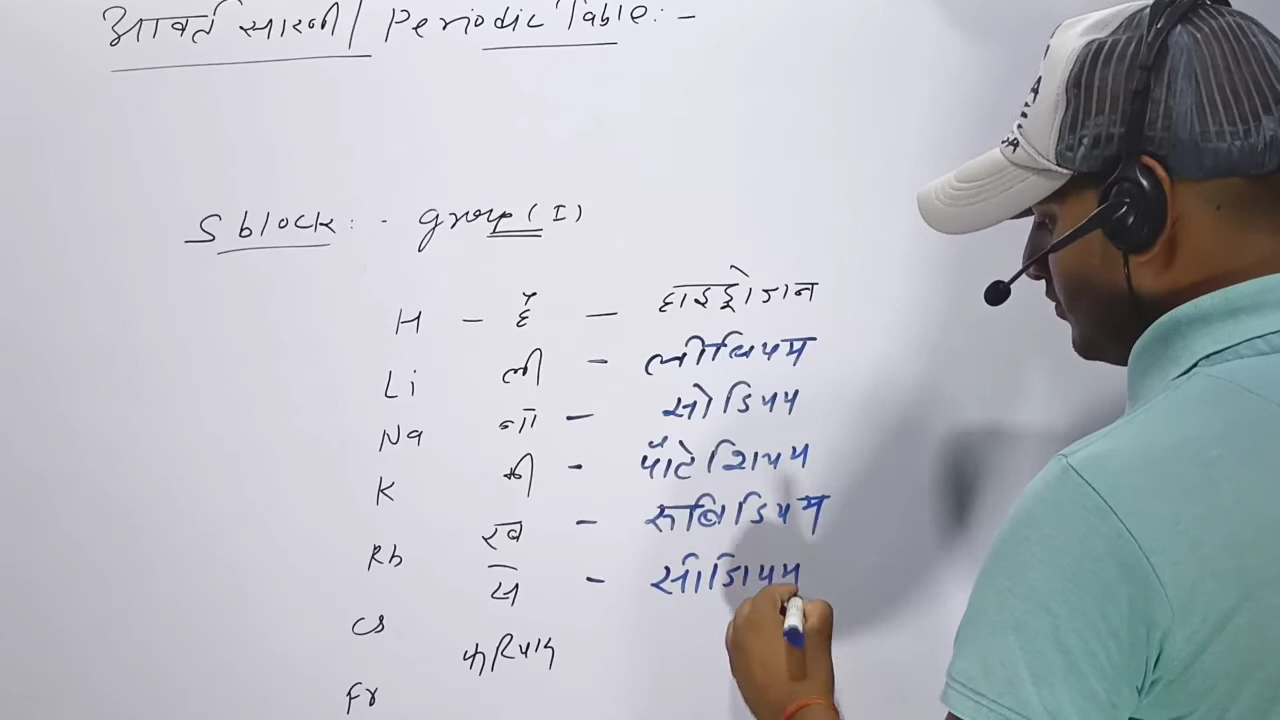 आवर्त सारणी / Periodic Table:-
S block:- group (I)
H - हे - हाइड्रोजन
Li ली - लीथियम
Na ना - सोडियम
K की - पौटेशियम
Rb रब - रूबिडियम
Cs से - सीजियम
Fr फरियाद